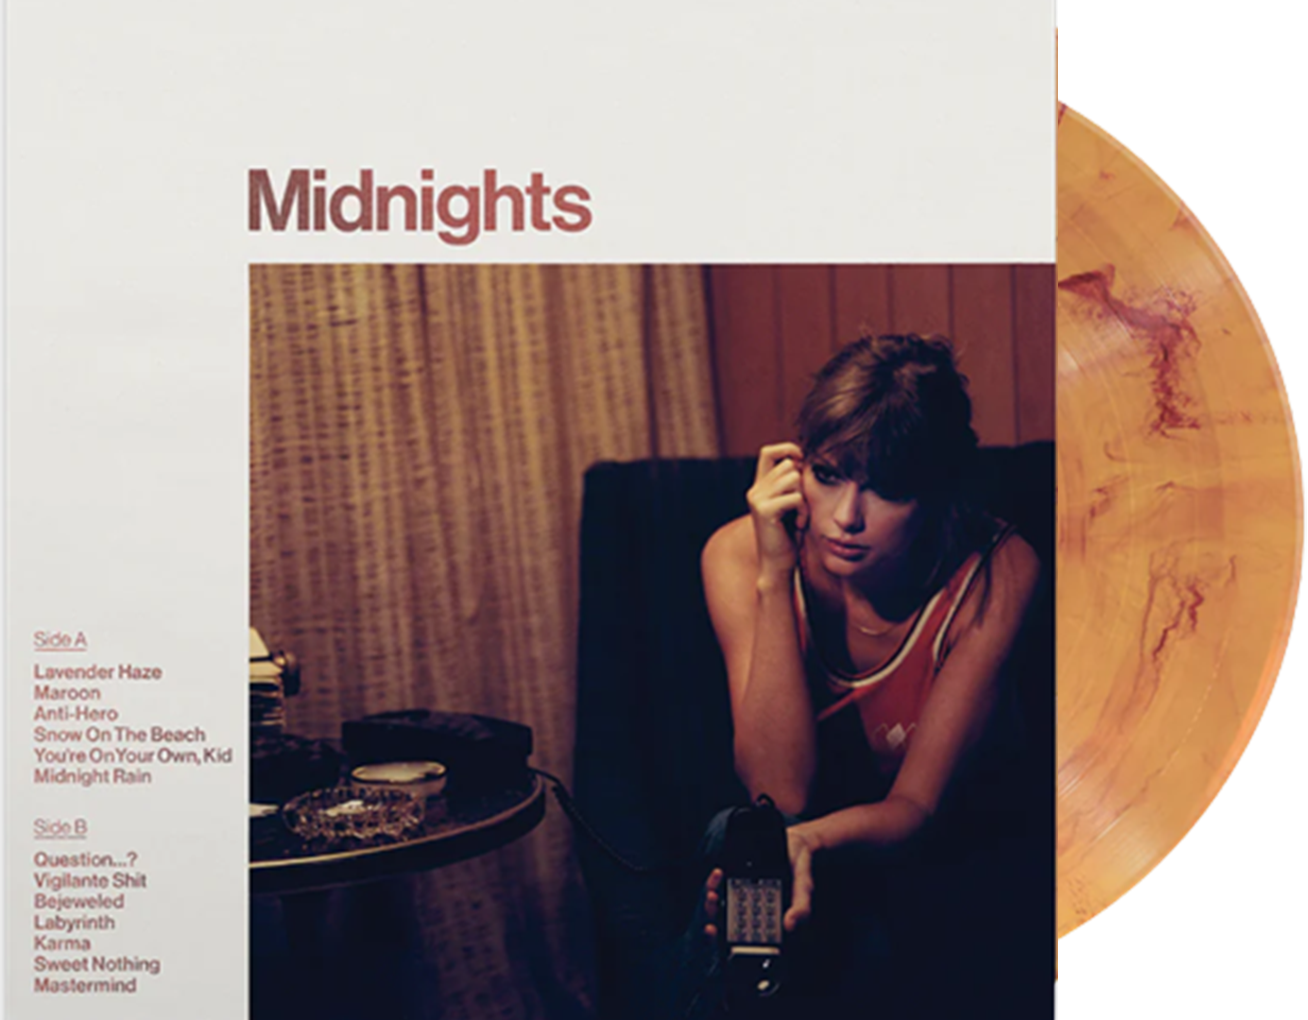 Midnights
Side A
Lavender Haze
Maroon
Anti-Hero
Snow On The Beach
You're On Your Own, Kid
Midnight Rain
Side B
Question...?
Vigilante Shit
Bejeweled
Labyrinth
Karma
Sweet Nothing
Mastermind